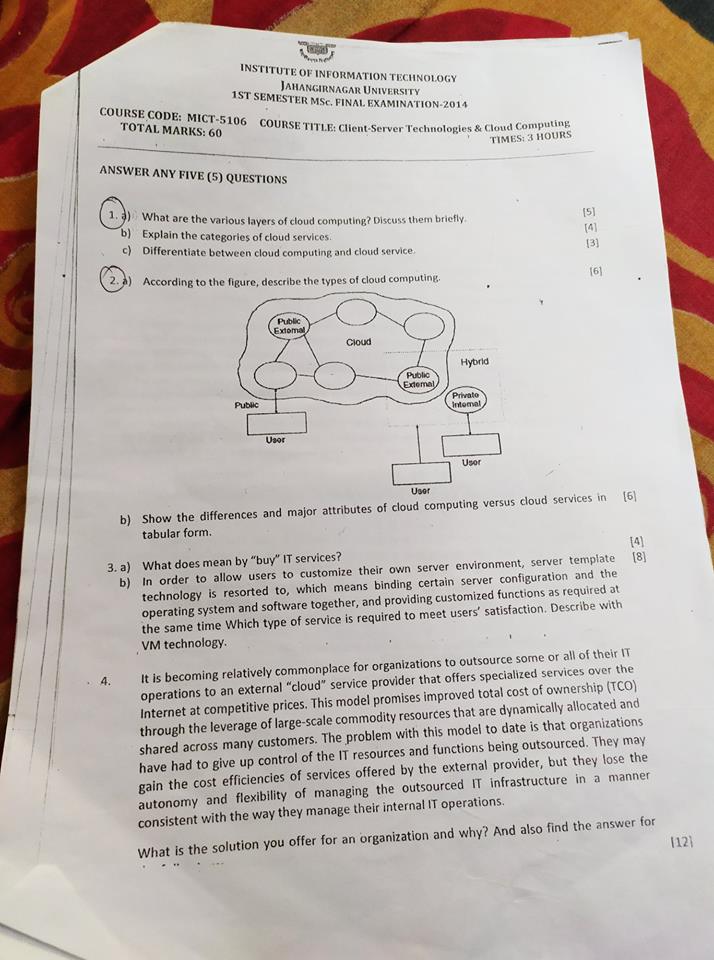 INSTITUTE OF INFORMATION TECHNOLOGY
JAHANGIRNAGAR UNIVERSITY
1ST SEMESTER MSc. FINAL EXAMINATION-2014
COURSE CODE: MICT-5106 COURSE TITLE: Client-Server Technologies & Cloud Computing
TOTAL MARKS: 60 TIMES: 3 HOURS
ANSWER ANY FIVE (5) QUESTIONS
1. a) What are the various layers of cloud computing? Discuss them briefly. [5]
b) Explain the categories of cloud services. [4]
c) Differentiate between cloud computing and cloud service. [3]
2. a) According to the figure, describe the types of cloud computing. [6]
Public
External
Cloud
Hybrid
Public
External
Private
Internal
Public
User
User
User
b) Show the differences and major attributes of cloud computing versus cloud services in [6]
tabular form.
3. a) What does mean by "buy" IT services? [4]
b) In order to allow users to customize their own server environment, server template [8]
technology is resorted to, which means binding certain server configuration and the
operating system and software together, and providing customized functions as required at
the same time Which type of service is required to meet users' satisfaction. Describe with
VM technology.
4. It is becoming relatively commonplace for organizations to outsource some or all of their IT
operations to an external "cloud" service provider that offers specialized services over the
Internet at competitive prices. This model promises improved total cost of ownership (TCO)
through the leverage of large-scale commodity resources that are dynamically allocated and
shared across many customers. The problem with this model to date is that organizations
have had to give up control of the IT resources and functions being outsourced. They may
gain the cost efficiencies of services offered by the external provider, but they lose the
autonomy and flexibility of managing the outsourced IT infrastructure in a manner
consistent with the way they manage their internal IT operations.
What is the solution you offer for an organization and why? And also find the answer for
[12]